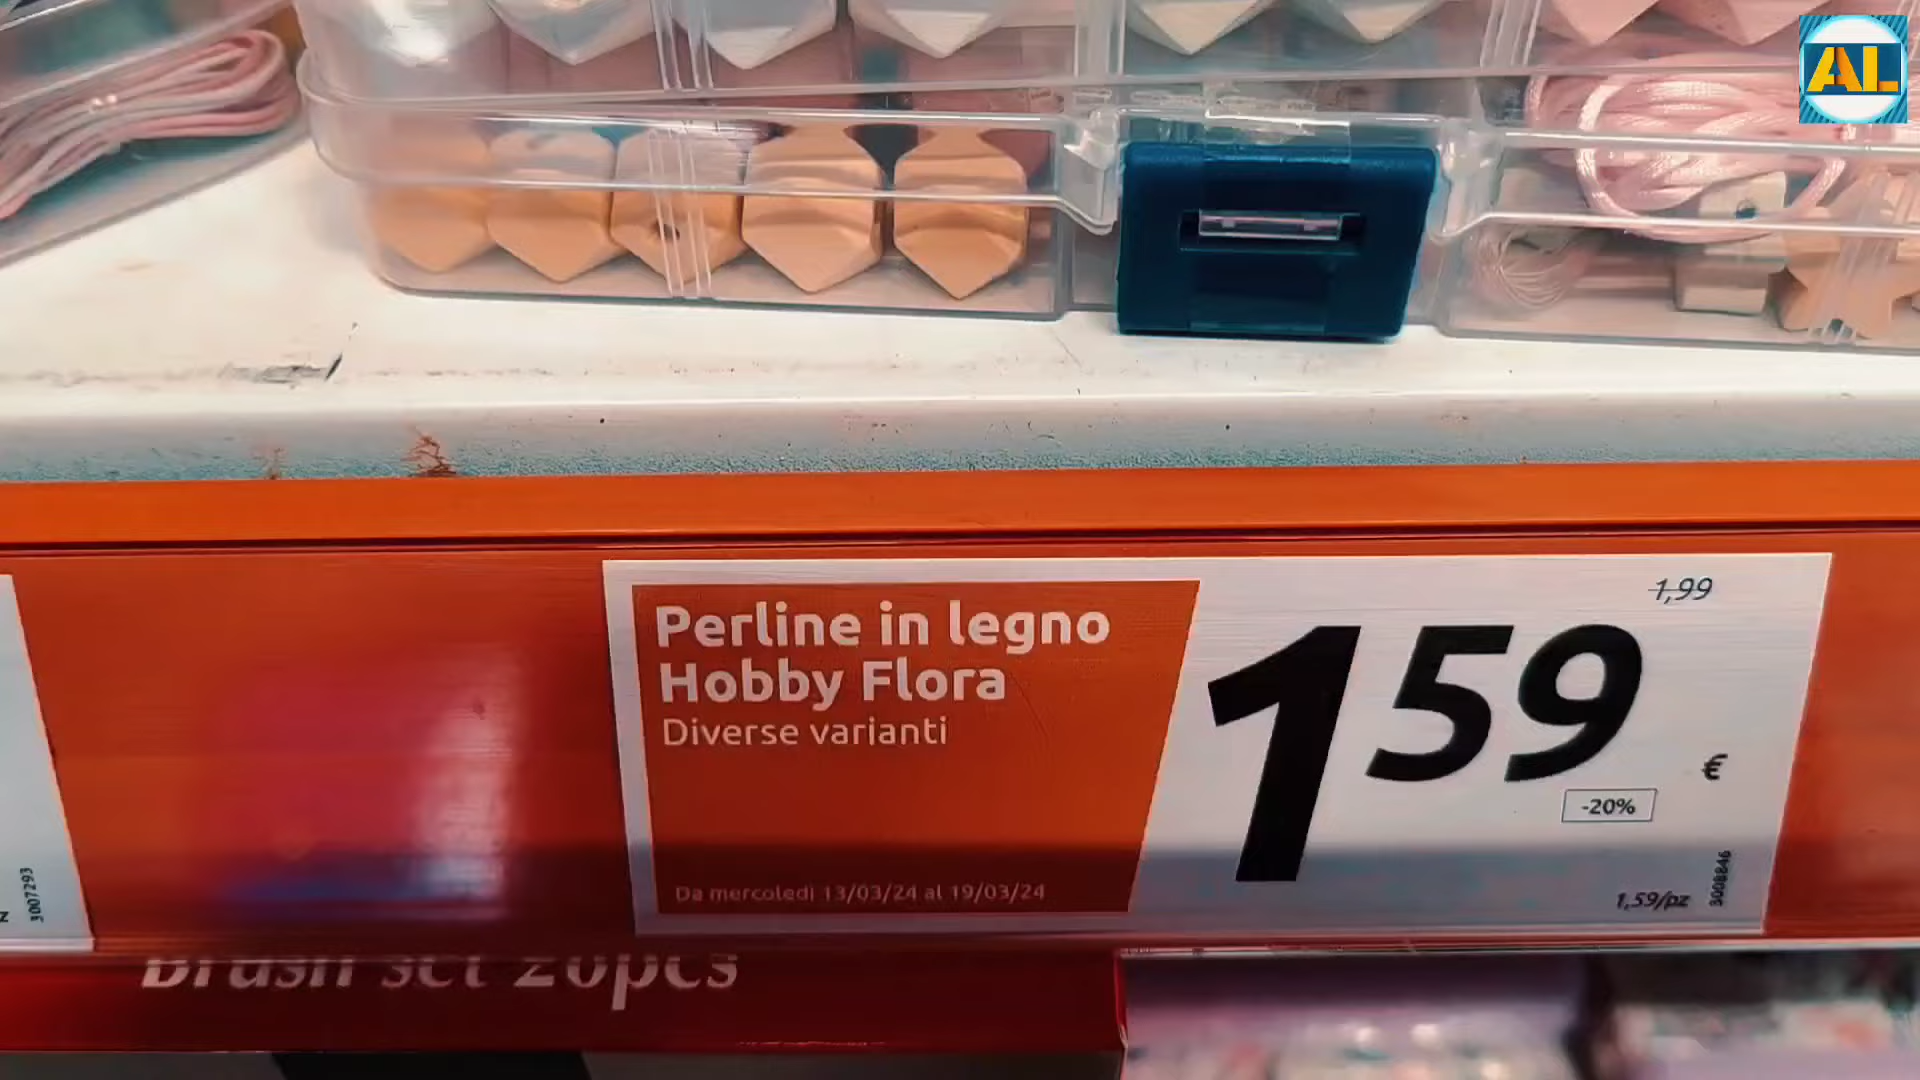 AL
Perline in legno
Hobby Flora
Diverse varianti
Da mercoledì 13/03/24 al 19/03/24
1,99
159
€
-20%
1,59/pz
3008846
3007293
Brush set 20pcs